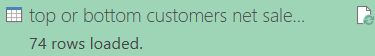 top or bottom customers net sale...
74 rows loaded.